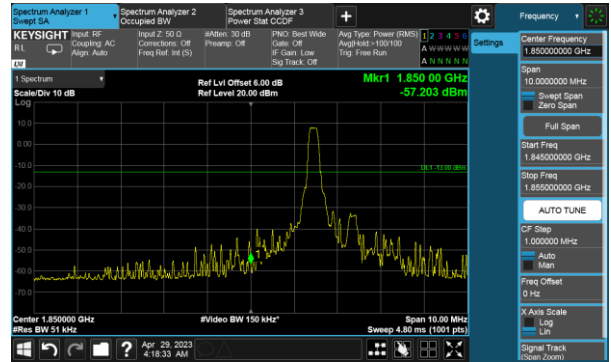 Spectrum Analyzer 1
Swept SA
Spectrum Analyzer 2
Occupied BW
Spectrum Analyzer 3
Power Stat CCDF
+
Frequency
KEYSIGHT
RL
Input: RF
Coupling: AC
Align: Auto
Input Z: 50 Ω
Corrections: Off
Freq Ref: Int (S)
#Atten: 30 dB
Preamp: Off
PNO: Best Wide
Gate: Off
IF Gain: Low
Sig Track: Off
Avg Type: Power (RMS)
Avg|Hold:>100/100
Trig: Free Run
1 2 3 4 5 6
A W W W W W
A N N N N N
1 Spectrum
Scale/Div 10 dB
Log
Ref Lvl Offset 6.00 dB
Ref Level 20.00 dBm
Mkr1 1.850 00 GHz
-57.203 dBm
10.0
0.00
-10.0
DL1 -13.00 dBm
-20.0
-30.0
-40.0
-50.0
1
-60.0
-70.0
Center 1.850000 GHz
#Res BW 51 kHz
#Video BW 150 kHz*
Span 10.00 MHz
Sweep 4.80 ms (1001 pts)
?
Apr 29, 2023
4:18:33 AM
Settings
Center Frequency
1.850000000 GHz
Span
10.0000000 MHz
Swept Span
Zero Span
Full Span
Start Freq
1.845000000 GHz
Stop Freq
1.855000000 GHz
AUTO TUNE
CF Step
1.000000 MHz
Auto
Man
Freq Offset
0 Hz
X Axis Scale
Log
Lin
Signal Track
(Span Zoom)